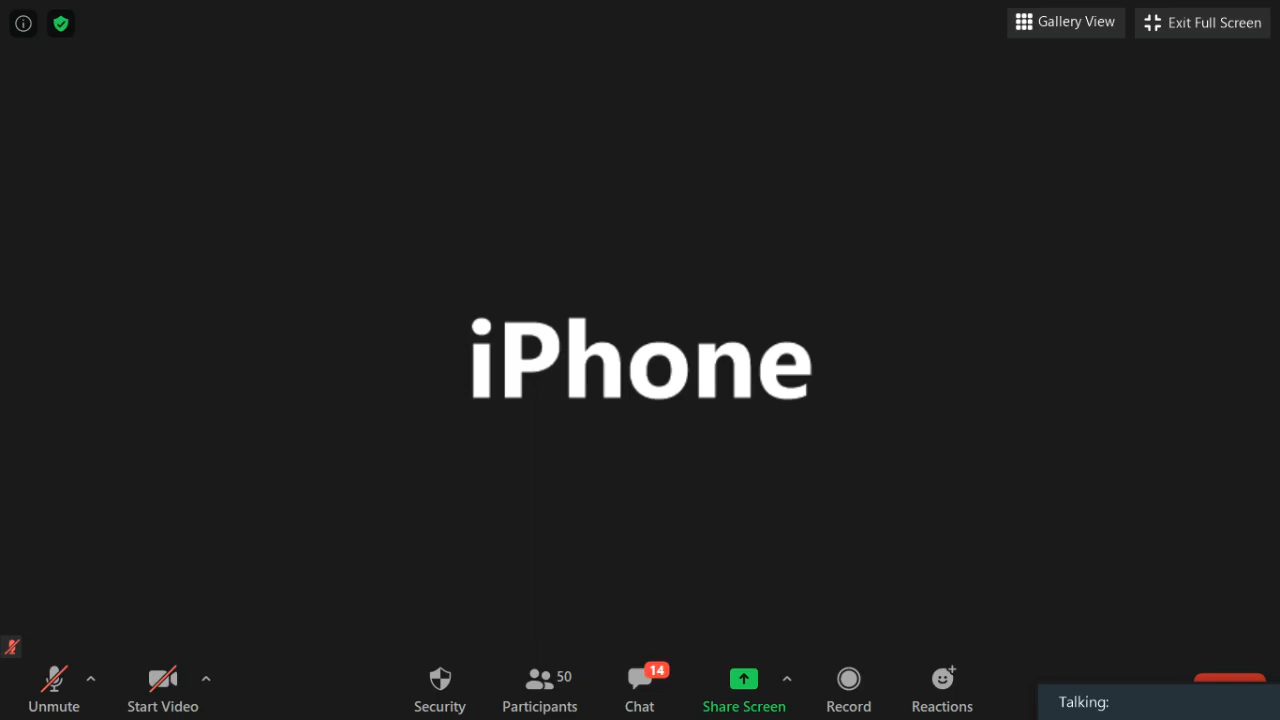 Gallery View
Exit Full Screen
iPhone
50
14
Unmute
Start Video
Security
Participants
Chat
Share Screen
Record
Reactions
Talking: